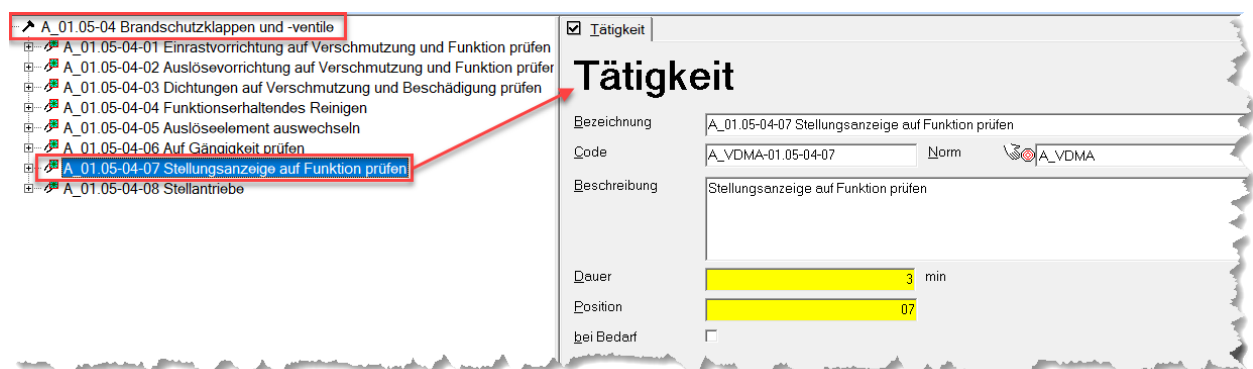 A_01.05-04 Brandschutzklappen und -ventile
A_01.05-04-01 Einrastvorrichtung auf Verschmutzung und Funktion prüfen
A_01.05-04-02 Auslösevorrichtung auf Verschmutzung und Funktion prüfer
A_01.05-04-03 Dichtungen auf Verschmutzung und Beschädigung prüfen
A_01.05-04-04 Funktionserhaltendes Reinigen
A_01.05-04-05 Auslöseelement auswechseln
A_01.05-04-06 Auf Gängigkeit prüfen
A_01.05-04-07 Stellungsanzeige auf Funktion prüfen
A_01.05-04-08 Stellantriebe
Tätigkeit
Tätigkeit
Bezeichnung A_01.05-04-07 Stellungsanzeige auf Funktion prüfen
Code A_VDMA-01.05-04-07 Norm A_VDMA
Beschreibung Stellungsanzeige auf Funktion prüfen
Dauer 3 min
Position 07
bei Bedarf